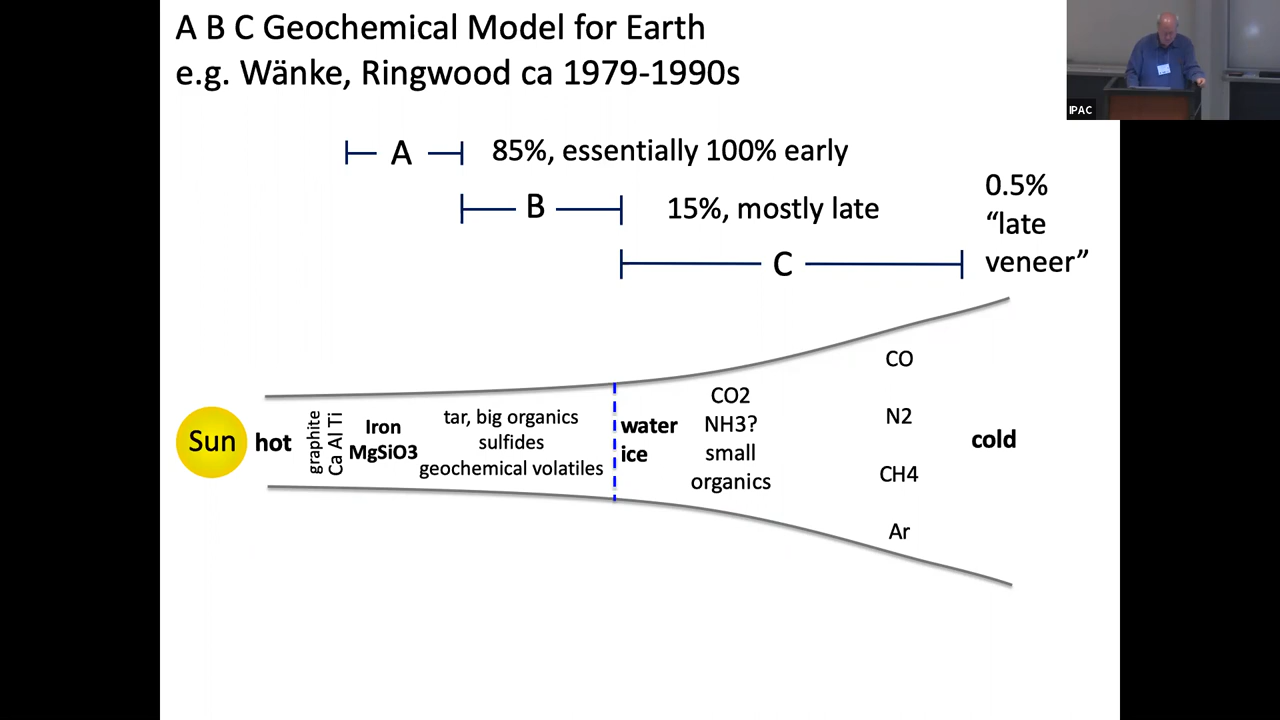 A B C Geochemical Model for Earth
e.g. Wänke, Ringwood ca 1979-1990s
IPAC
A
85%, essentially 100% early
B
15%, mostly late
C
0.5%
“late
veneer”
Sun
hot
graphite
Ca Al Ti
Iron
MgSiO3
tar, big organics
sulfides
geochemical volatiles
water
ice
CO2
NH3?
small
organics
CO
N2
CH4
Ar
cold